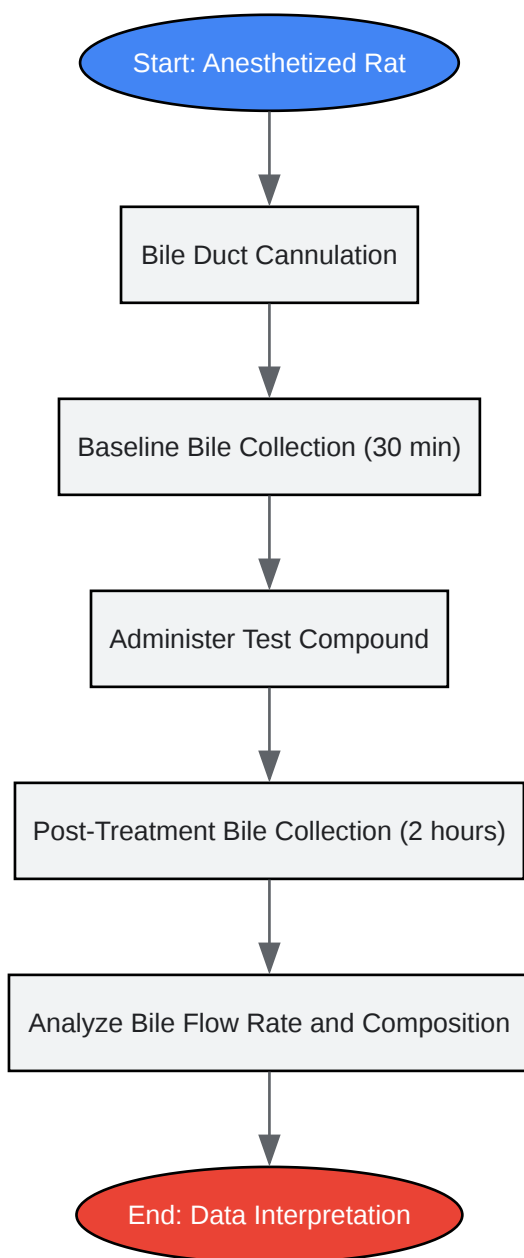 Start: Anesthetized Rat
Bile Duct Cannulation
Baseline Bile Collection (30 min)
Administer Test Compound
Post-Treatment Bile Collection (2 hours)
Analyze Bile Flow Rate and Composition
End: Data Interpretation